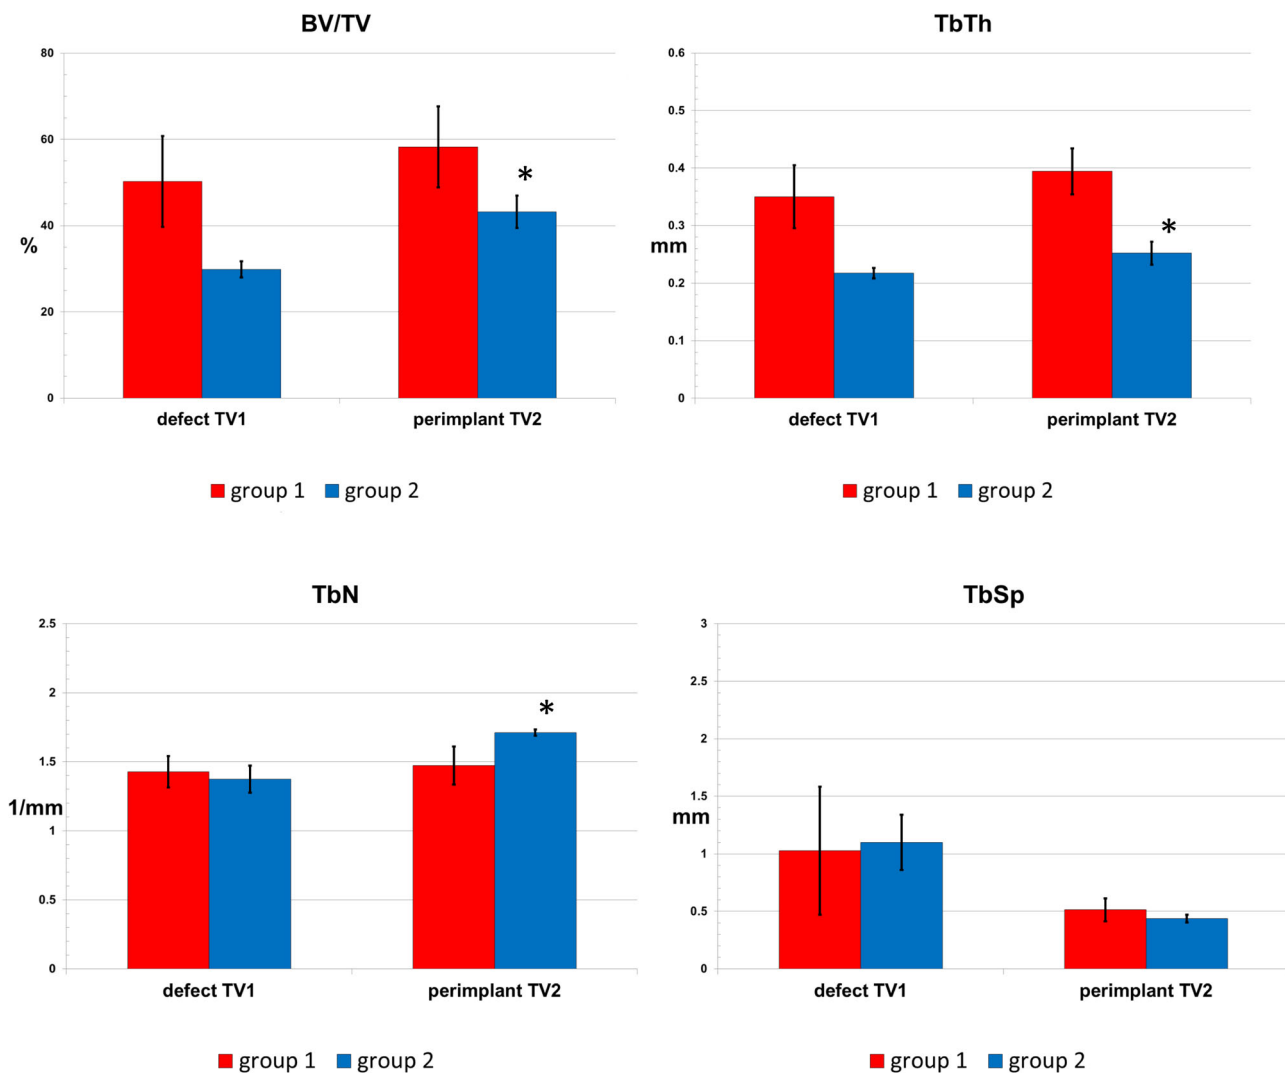 BV/TV
80
60
40
20
0
%
*
defect TV1 perimplant TV2
group 1 group 2
TbTh
0.6
0.5
0.4
0.3
0.2
0.1
0
mm
*
defect TV1 perimplant TV2
group 1 group 2
TbN
2.5
2
1.5
1
0.5
0
1/mm
*
defect TV1 perimplant TV2
group 1 group 2
TbSp
3
2.5
2
1.5
1
0.5
0
mm
defect TV1 perimplant TV2
group 1 group 2